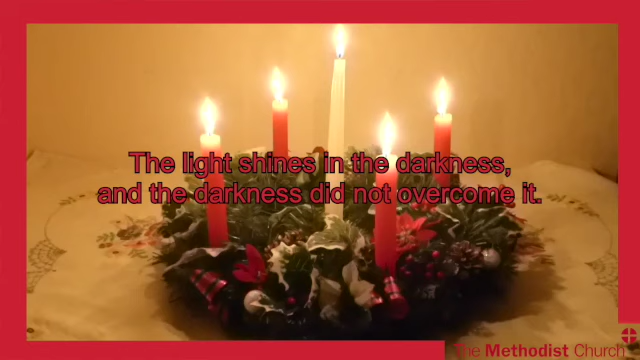 The light shines in the darkness,
and the darkness did not overcome it.
The Methodist Church